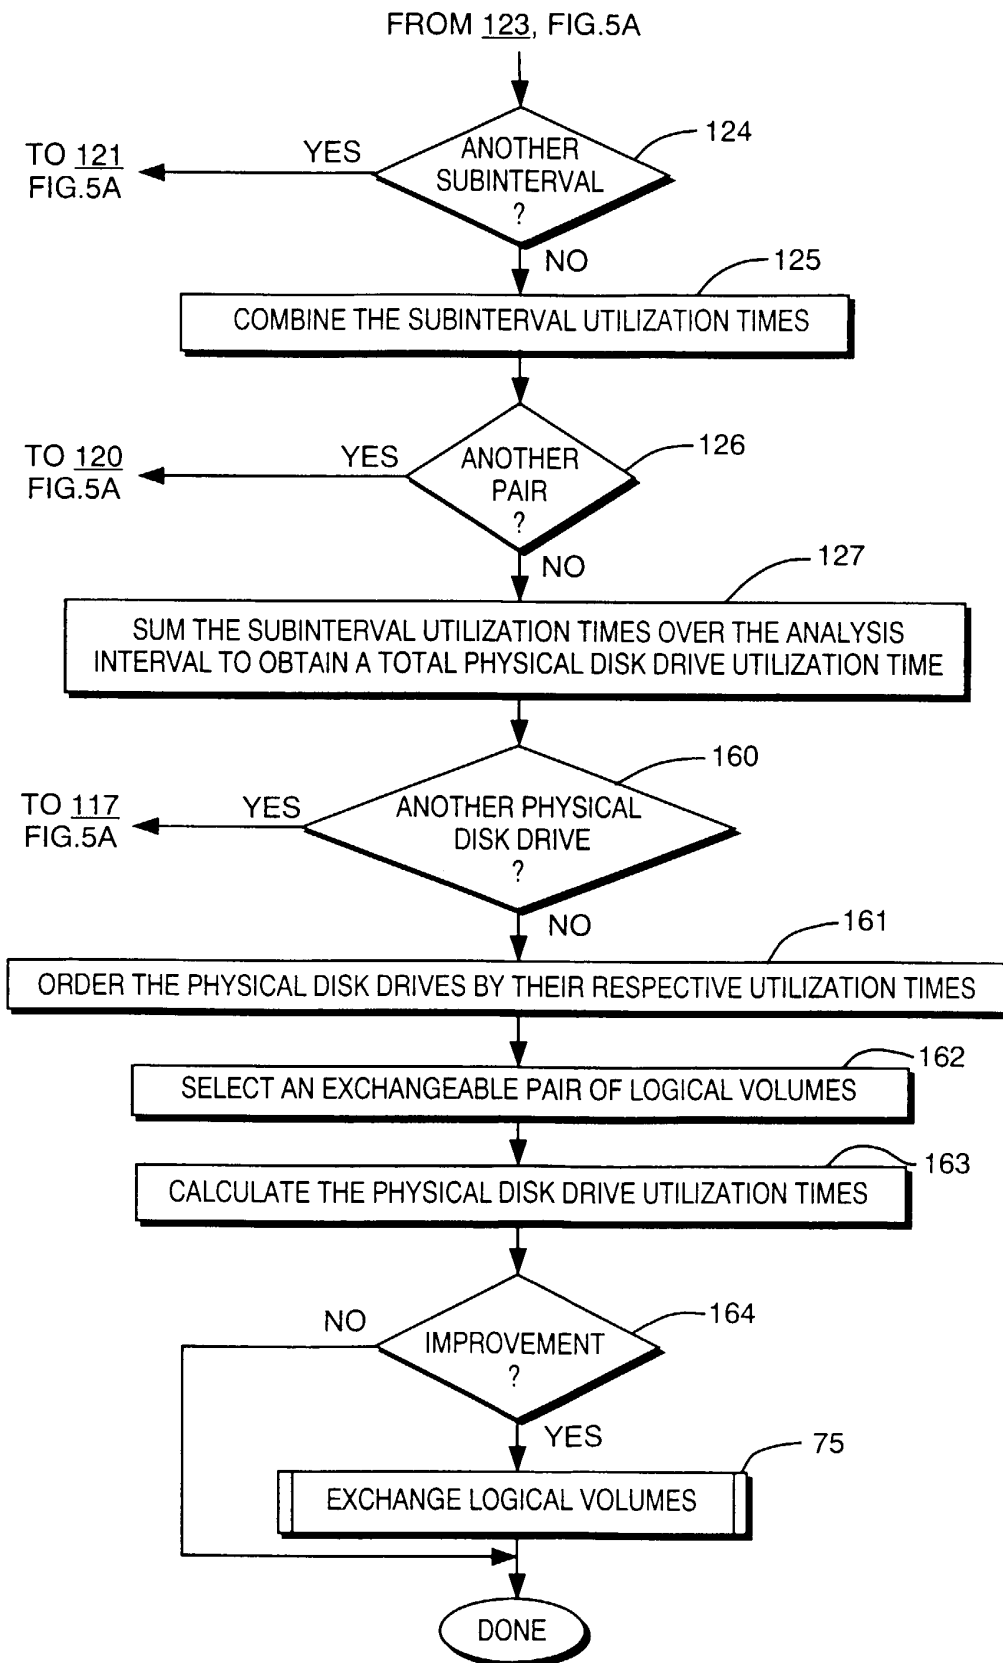 FROM 123, FIG.5A
124
YES
TO 121
FIG.5A
ANOTHER
SUBINTERVAL
?
NO
125
COMBINE THE SUBINTERVAL UTILIZATION TIMES
126
YES
TO 120
FIG.5A
ANOTHER
PAIR
?
NO
127
SUM THE SUBINTERVAL UTILIZATION TIMES OVER THE ANALYSIS
INTERVAL TO OBTAIN A TOTAL PHYSICAL DISK DRIVE UTILIZATION TIME
160
YES
TO 117
FIG.5A
ANOTHER PHYSICAL
DISK DRIVE
?
NO
161
ORDER THE PHYSICAL DISK DRIVES BY THEIR RESPECTIVE UTILIZATION TIMES
162
SELECT AN EXCHANGEABLE PAIR OF LOGICAL VOLUMES
163
CALCULATE THE PHYSICAL DISK DRIVE UTILIZATION TIMES
164
NO
IMPROVEMENT
?
YES
75
EXCHANGE LOGICAL VOLUMES
DONE